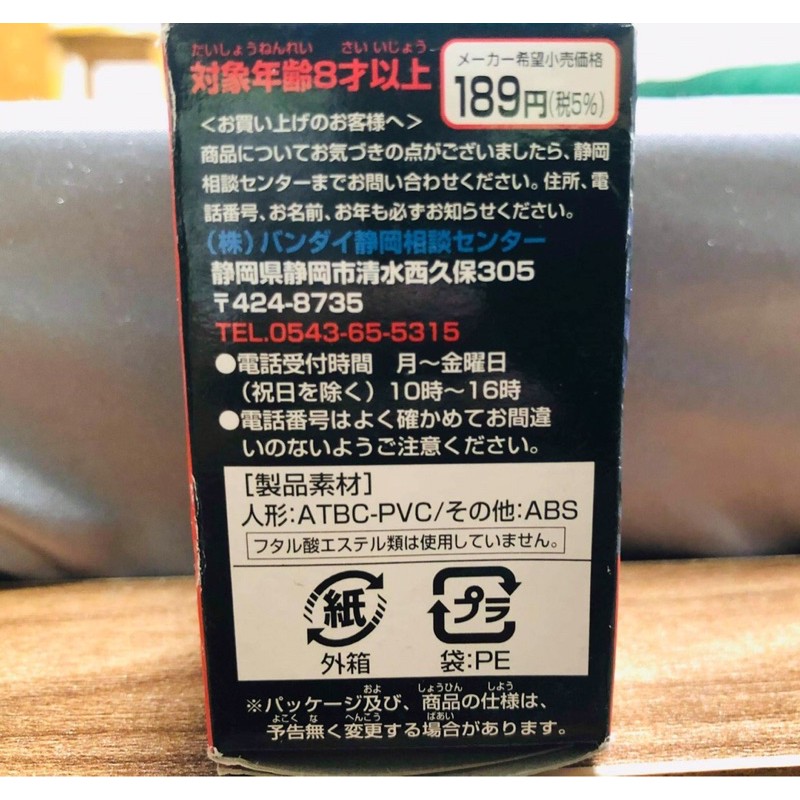 たいしょうねんれい さい いじょう
対象年齢8才以上
メーカー希望小売価格
189円(税5%)
＜お買い上げのお客様へ＞
商品についてお気づきの点がございましたら、静岡
相談センターまでお問い合わせください。住所、電
話番号、お名前、お年も必ずお知らせください。
(株)バンダイ静岡相談センター
静岡県静岡市清水西久保305
〒424-8735
TEL.0543-65-5315
●電話受付時間 月〜金曜日
(祝日を除く) 10時〜16時
●電話番号はよく確かめてお間違
いのないようご注意ください。
[製品素材]
人形:ATBC-PVC/その他:ABS
フタル酸エステル類は使用していません。
紙
プラ
外箱
袋:PE
およ しょうひん しよう
※パッケージ及び、商品の仕様は、
よこく な へんこう ばあい
予告無く変更する場合があります。